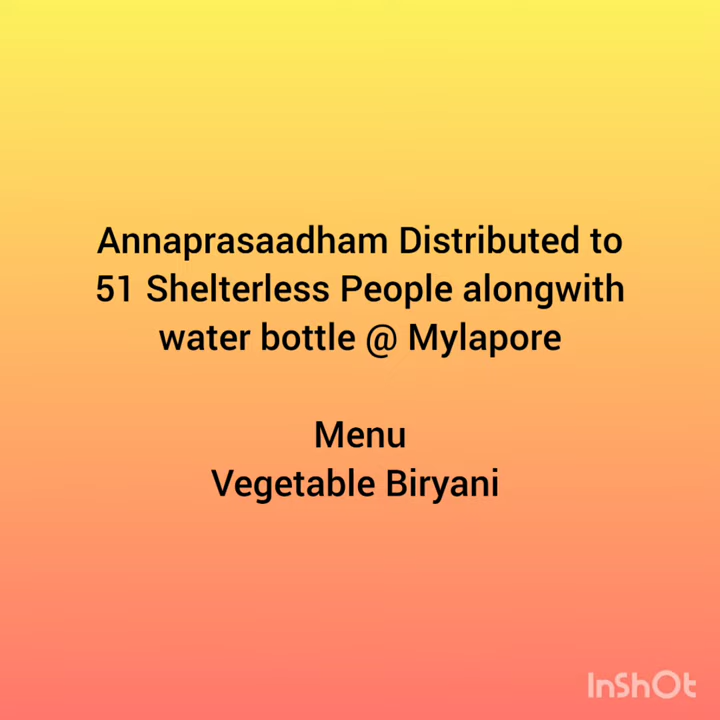 Annaprasaadham Distributed to
51 Shelterless People alongwith
water bottle @ Mylapore
Menu
Vegetable Biryani
InShOt